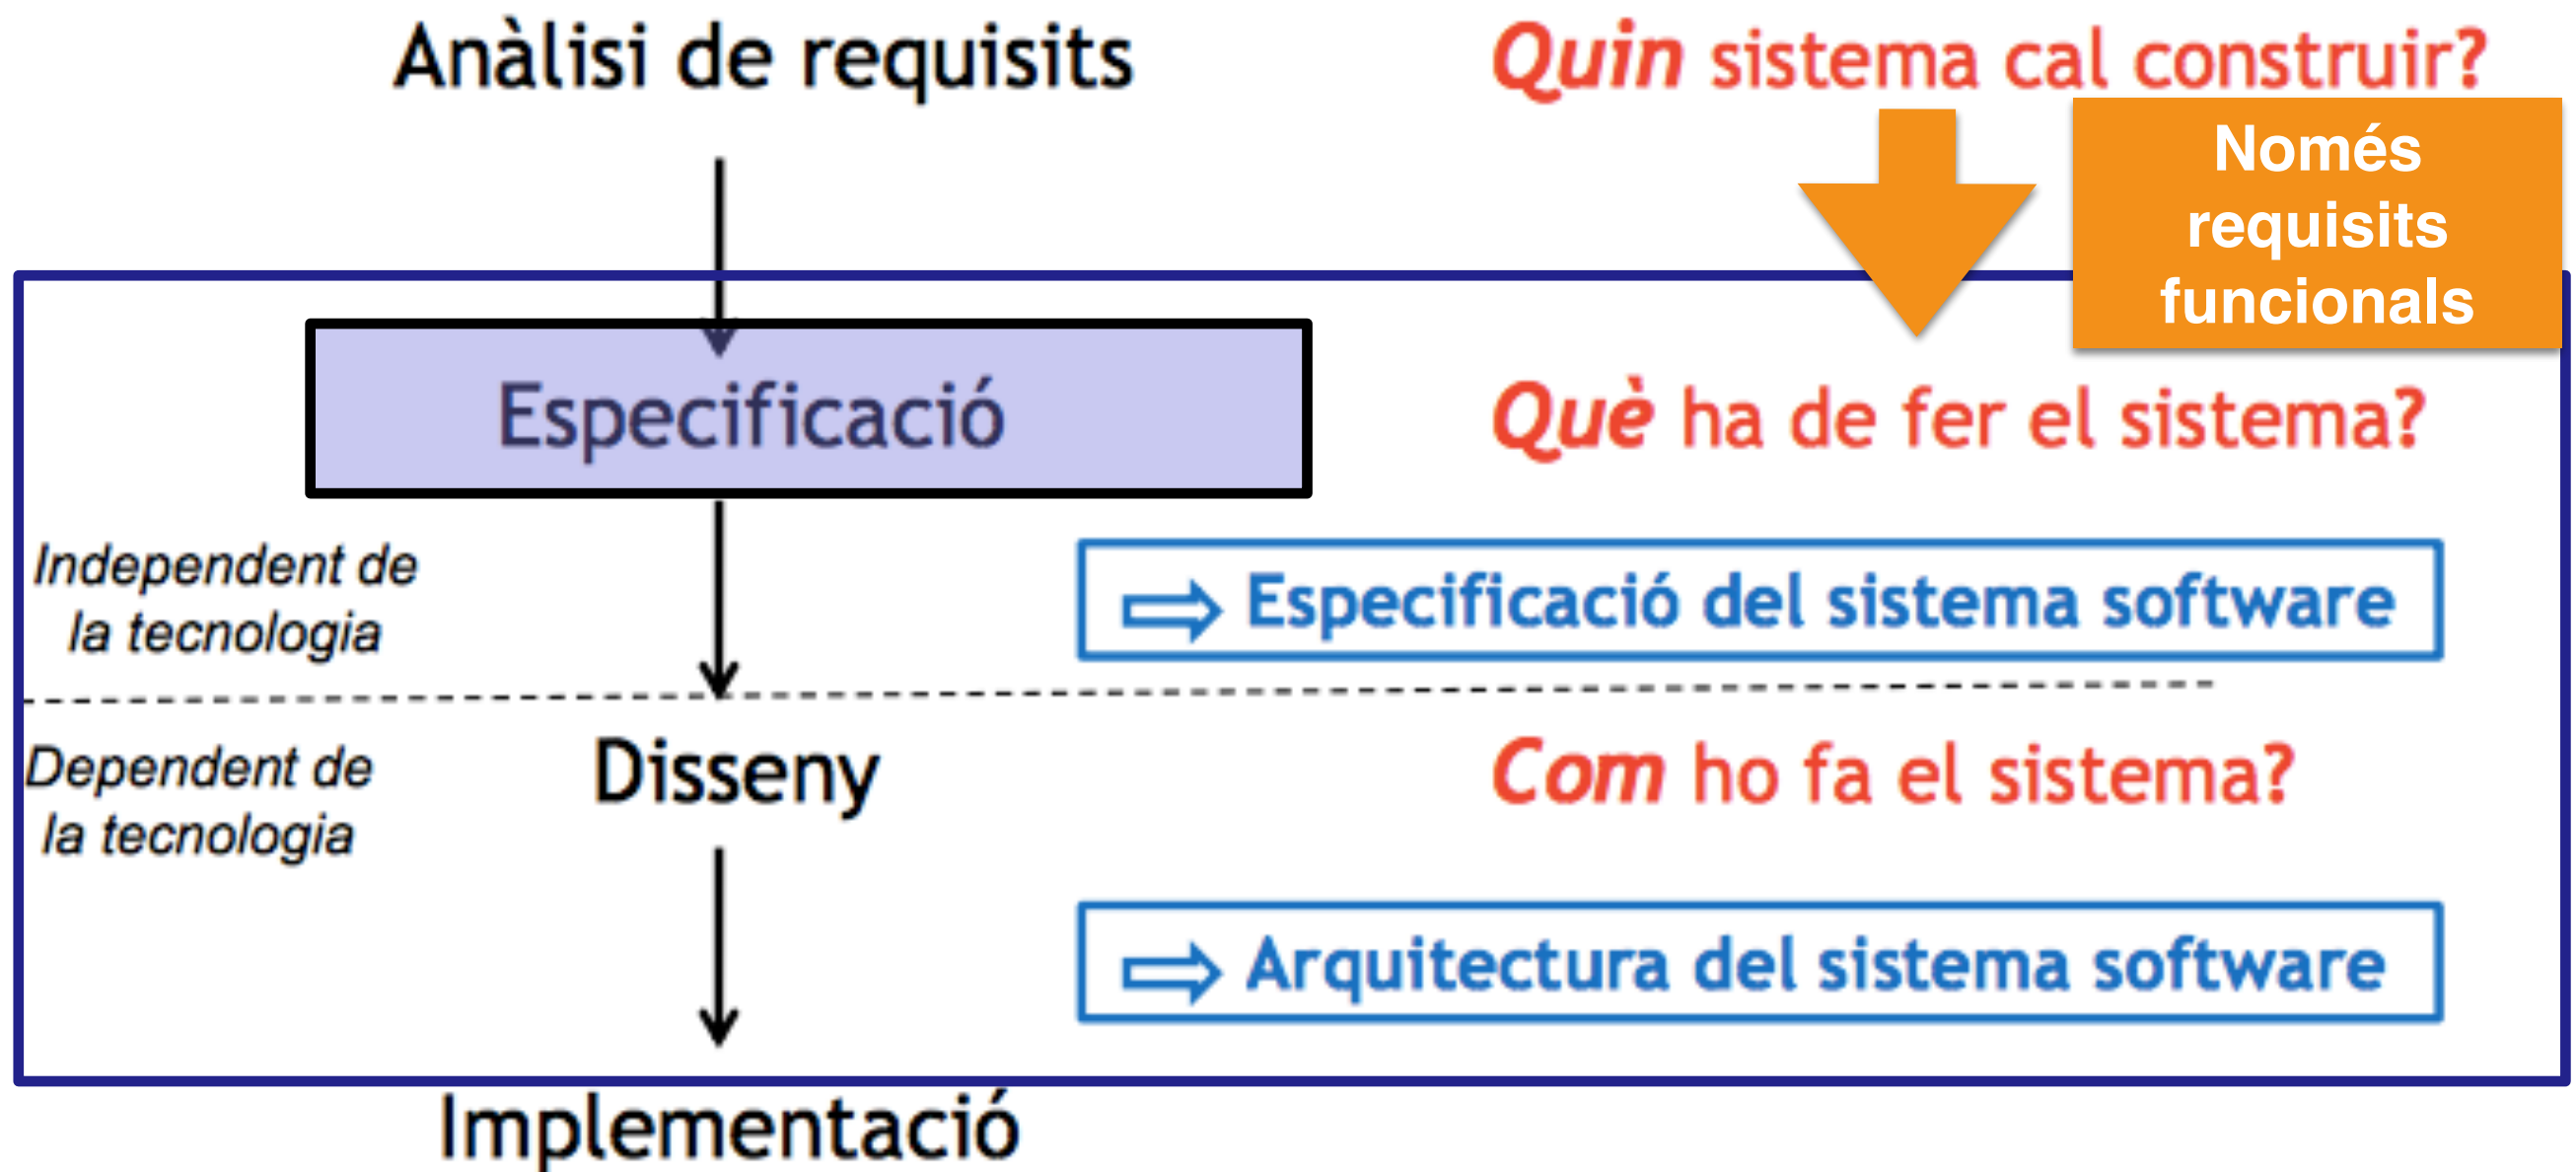 Anàlisi de requisits
Quin sistema cal construir?
Només
requisits
funcionals
Especificació
Què ha de fer el sistema?
Independent de
la tecnologia
⇨ Especificació del sistema software
Dependent de
la tecnologia
Disseny
Com ho fa el sistema?
⇨ Arquitectura del sistema software
Implementació